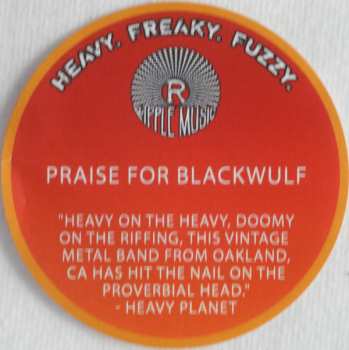 HEAVY. FREAKY. FUZZY.
R
RIPPLE MUSIC
PRAISE FOR BLACKWULF
"HEAVY ON THE HEAVY, DOOMY
ON THE RIFFING, THIS VINTAGE
METAL BAND FROM OAKLAND,
CA HAS HIT THE NAIL ON THE
PROVERBIAL HEAD."
- HEAVY PLANET